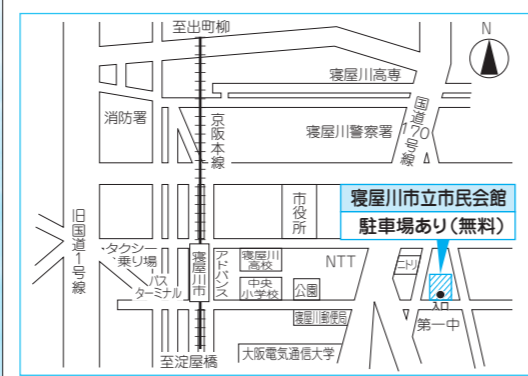 至出町柳
N
寝屋川高専
消防署
京阪本線
寝屋川警察署
国道170号線
市役所
寝屋川市立市民会館
駐車場あり（無料）
旧国道1号線
タクシー
乗り場
バス
ターミナル
寝屋川市
アドバンス
寝屋川
高校
中央
小学校
公園
NTT
ニトリ
入口
寝屋川郵便局
第一中
大阪電気通信大学
至淀屋橋